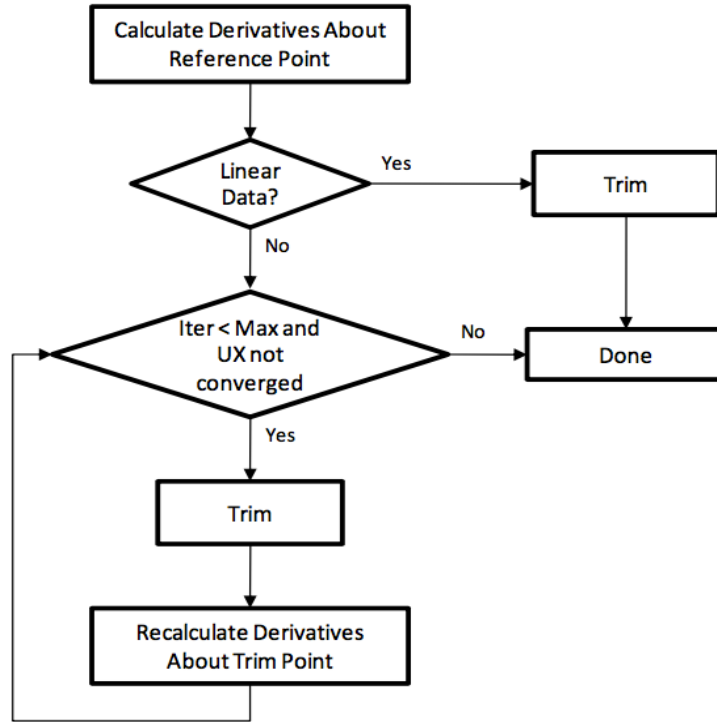 Calculate Derivatives About
Reference Point
Linear
Data?
Yes
Trim
No
Iter < Max and
UX not
converged
No
Done
Yes
Trim
Recalculate Derivatives
About Trim Point